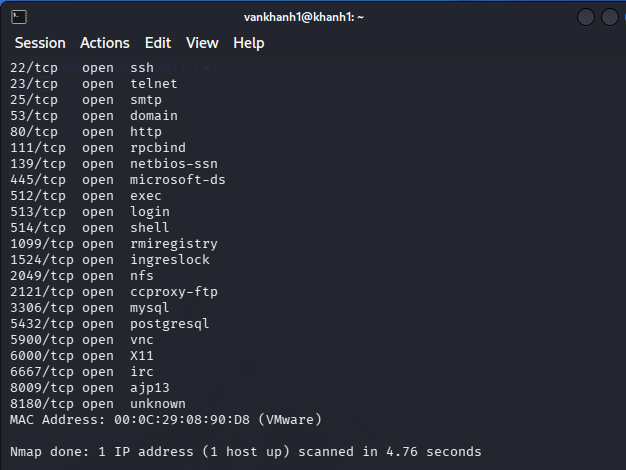 vankhanh1@khanh1: ~
Session Actions Edit View Help
22/tcp open ssh
23/tcp open telnet
25/tcp open smtp
53/tcp open domain
80/tcp open http
111/tcp open rpcbind
139/tcp open netbios-ssn
445/tcp open microsoft-ds
512/tcp open exec
513/tcp open login
514/tcp open shell
1099/tcp open rmiregistry
1524/tcp open ingreslock
2049/tcp open nfs
2121/tcp open ccproxy-ftp
3306/tcp open mysql
5432/tcp open postgresql
5900/tcp open vnc
6000/tcp open X11
6667/tcp open irc
8009/tcp open ajp13
8180/tcp open unknown
MAC Address: 00:0C:29:08:90:D8 (VMware)
Nmap done: 1 IP address (1 host up) scanned in 4.76 seconds